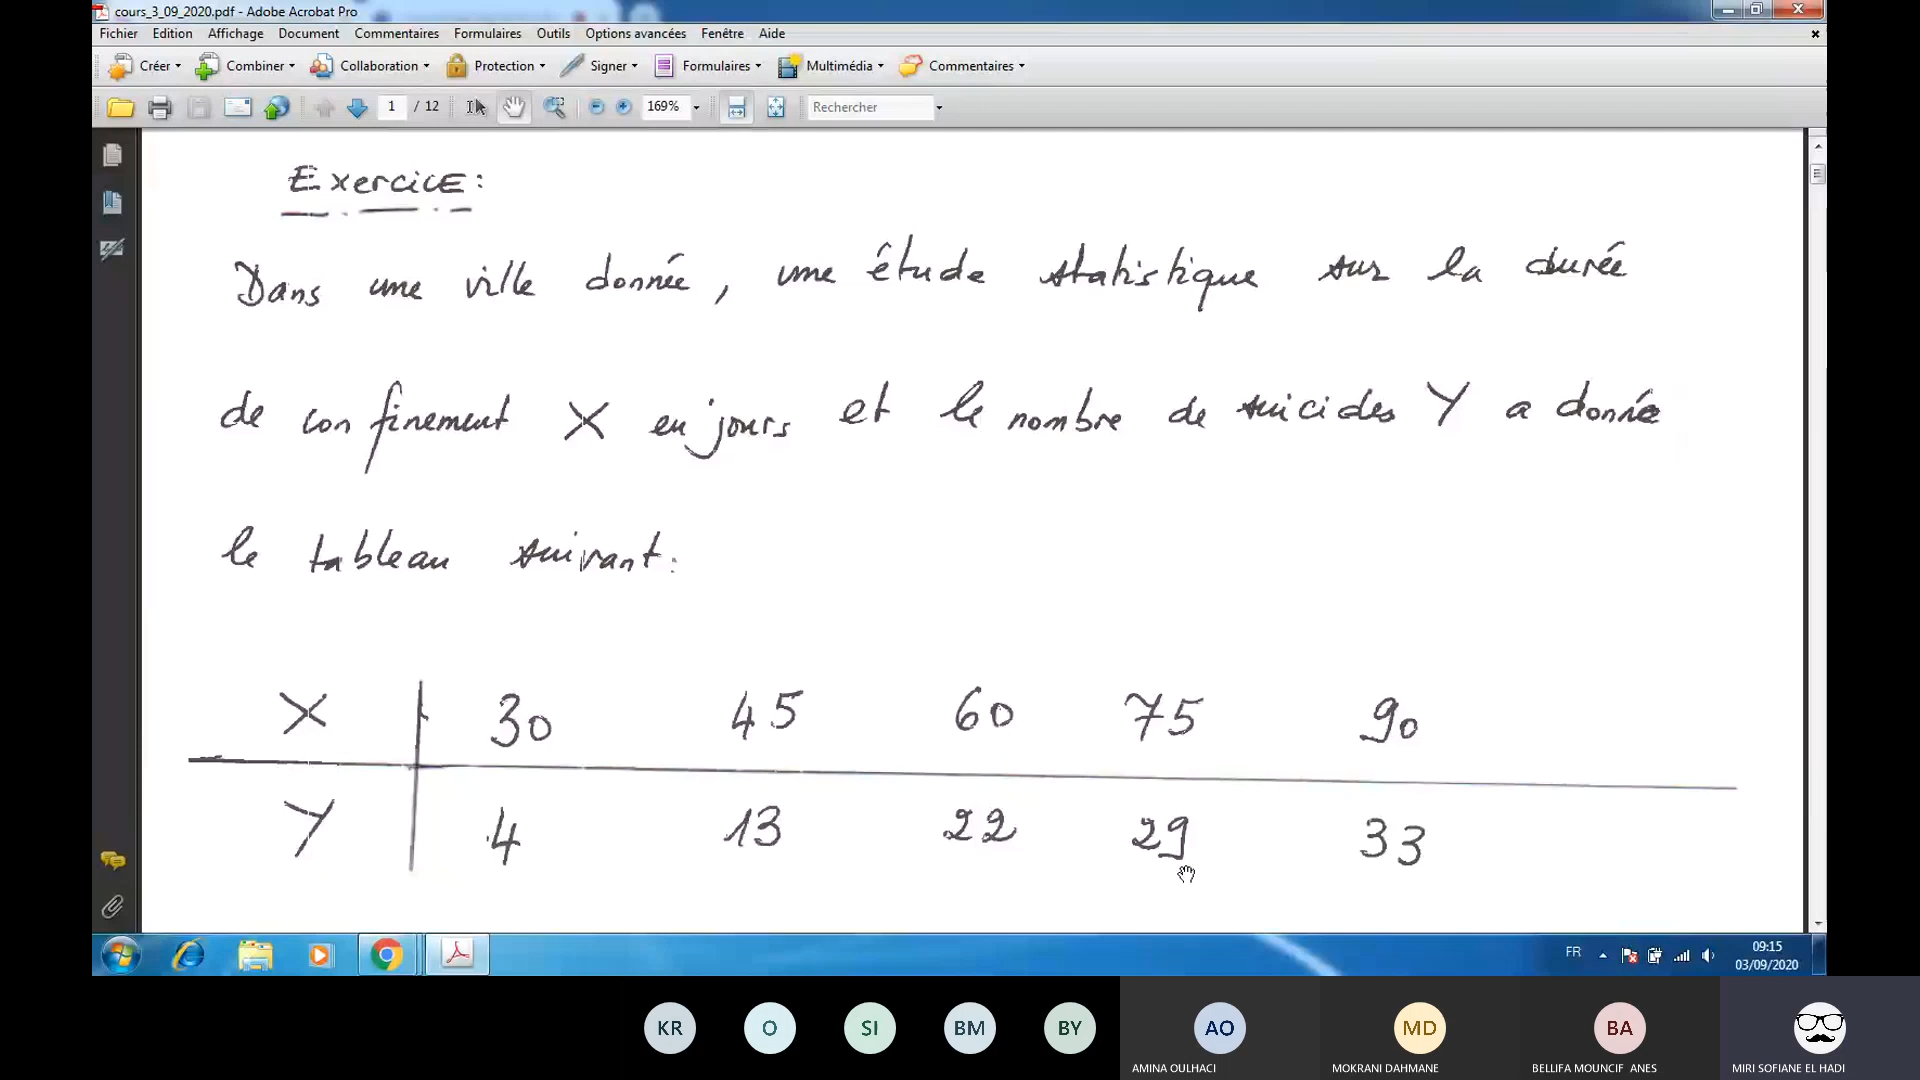 cours_3_09_2020.pdf - Adobe Acrobat Pro
Fichier Edition Affichage Document Commentaires Formulaires Outils Options avancées Fenêtre Aide
Créer Combiner Collaboration Protection Signer Formulaires Multimédia Commentaires
1 / 12 169% Rechercher
Exercice:
Dans une ville donnée, une étude statistique sur la durée
de confinement X en jours et le nombre de suicides Y a donné
le tableau suivant:
X 30 45 60 75 90
Y 4 13 22 29 33
FR 09:15
03/09/2020
KR O SI BM BY AO MD BA
AMINA OULHACI MOKRANI DAHMANE BELLIFA MOUNCIF ANES MIRI SOFIANE EL HADI